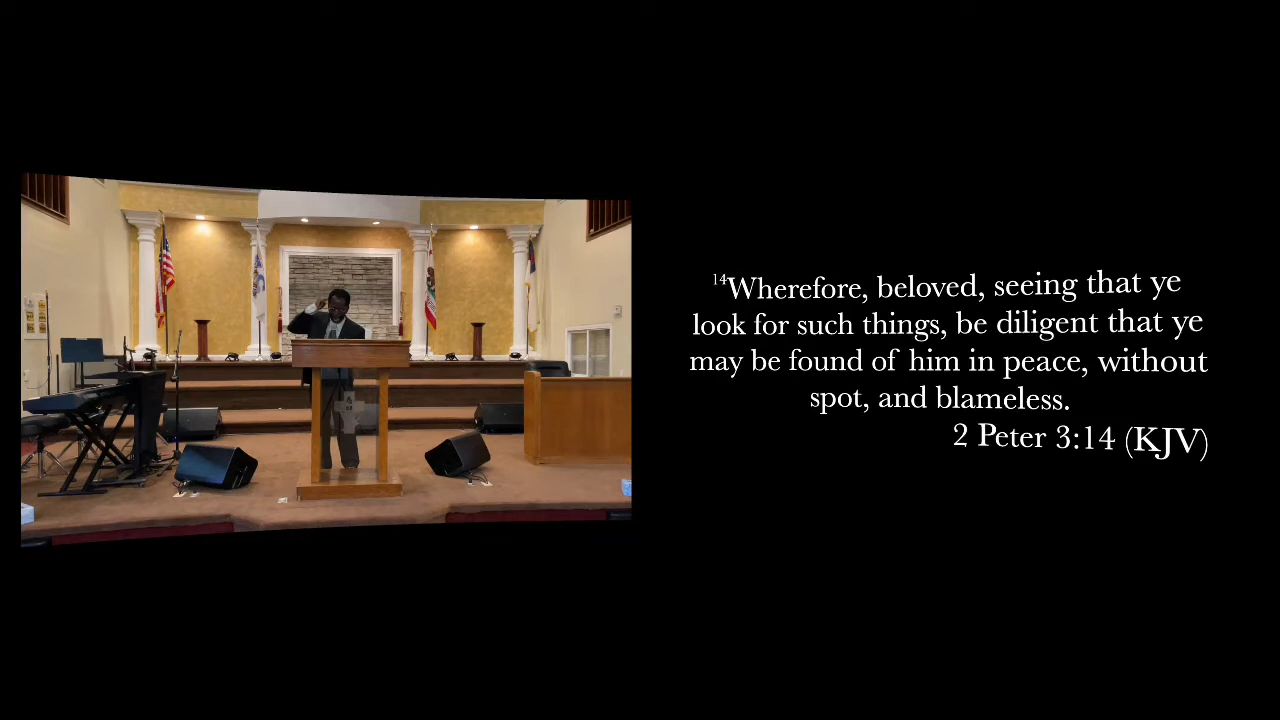 ¹⁴Wherefore, beloved, seeing that ye
look for such things, be diligent that ye
may be found of him in peace, without
spot, and blameless.
2 Peter 3:14 (KJV)